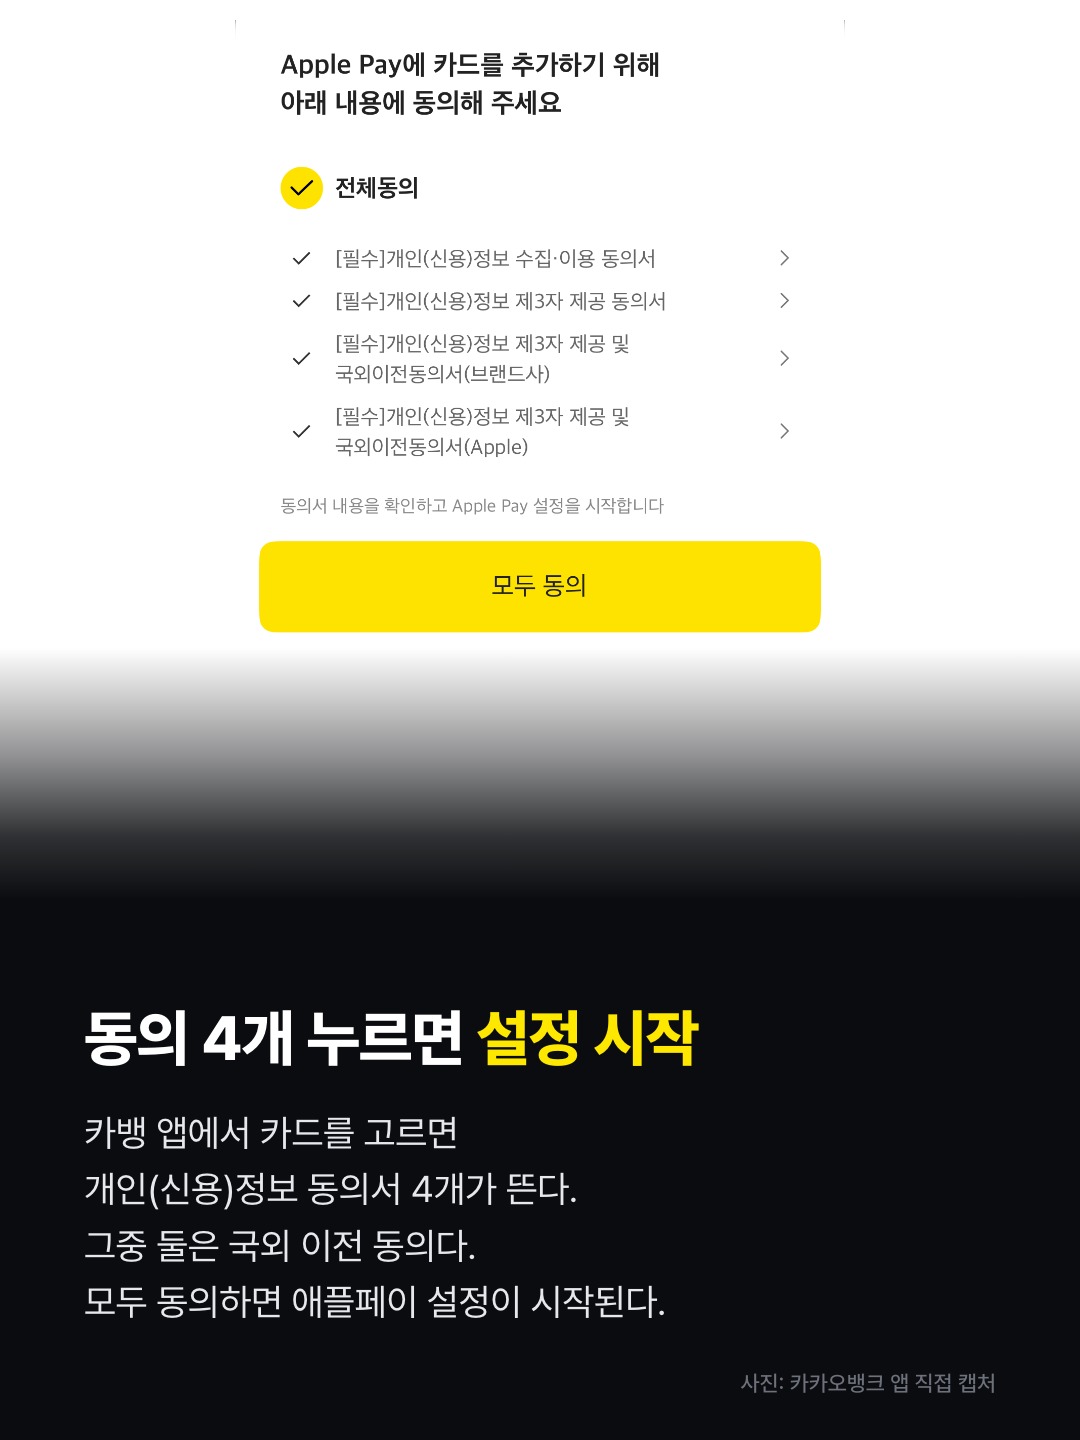 Apple Pay에 카드를 추가하기 위해
아래 내용에 동의해 주세요
전체동의
[필수]개인(신용)정보 수집·이용 동의서
[필수]개인(신용)정보 제3자 제공 동의서
[필수]개인(신용)정보 제3자 제공 및
국외이전동의서(브랜드사)
[필수]개인(신용)정보 제3자 제공 및
국외이전동의서(Apple)
동의서 내용을 확인하고 Apple Pay 설정을 시작합니다
모두 동의
동의 4개 누르면 설정 시작
카뱅 앱에서 카드를 고르면
개인(신용)정보 동의서 4개가 뜬다.
그중 둘은 국외 이전 동의다.
모두 동의하면 애플페이 설정이 시작된다.
사진: 카카오뱅크 앱 직접 캡처